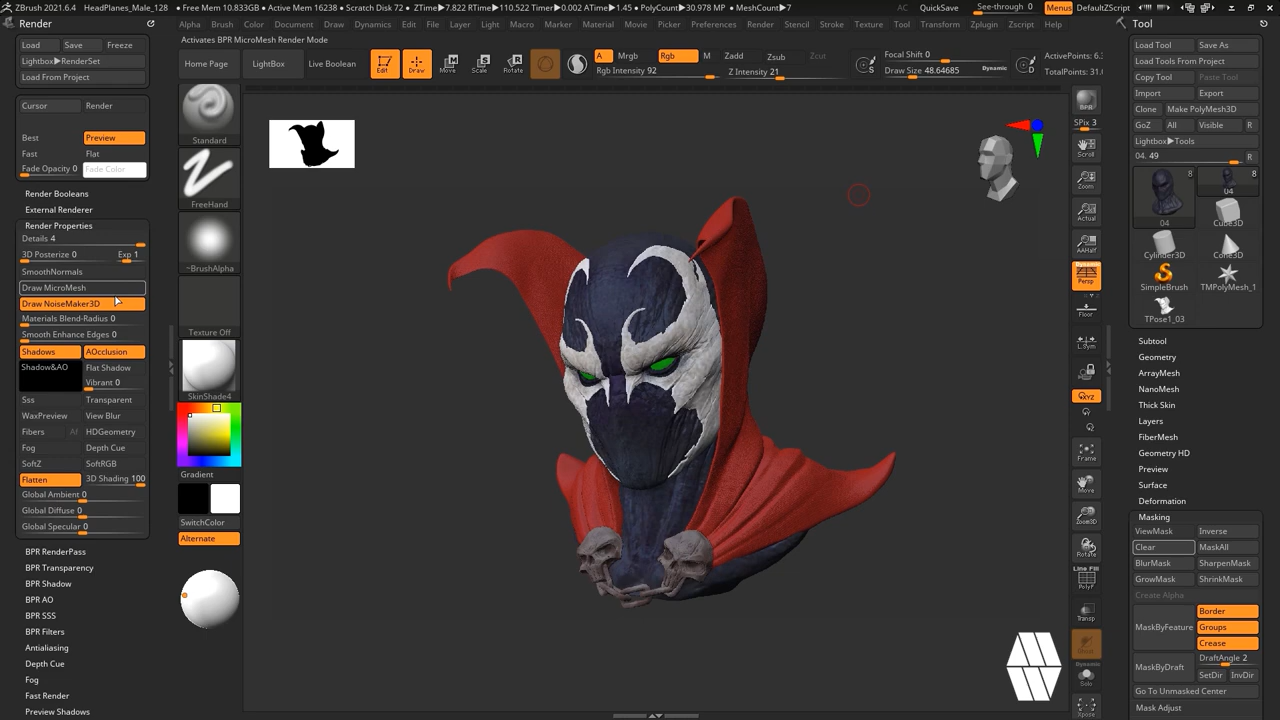 ZBrush 2021.6.4 HeadPlanes_Male_128 • Free Mem 10.833GB • Active Mem 16238 • Scratch Disk 72 • ZTime▶7.822 RTime▶110.522 Timer▶0.002 ATime▶1.45 • PolyCount▶30.978 MP • MeshCount▶7 AC QuickSave See-through 0 Menus DefaultZScript
Render
Alpha Brush Color Document Draw Dynamics Edit File Layer Light Macro Marker Material Movie Picker Preferences Render Stencil Stroke Texture Tool Transform Zplugin Zscript Help
Tool
Activates BPR MicroMesh Render Mode
Load Save Freeze
Lightbox▶RenderSet
Load From Project
Cursor Render
Best Preview
Fast Flat
Fade Opacity 0 Fade Color
Render Booleans
External Renderer
Render Properties
Details 4
3D Posterize 0 Exp 1
SmoothNormals
Draw MicroMesh
Draw NoiseMaker3D
Materials Blend-Radius 0
Smooth Enhance Edges 0
Shadows AOcclusion
Shadow&AO Flat Shadow
Vibrant 0
Sss Transparent
WaxPreview View Blur
Fibers HDGeometry
Fog Depth Cue
SoftZ SoftRGB
Flatten 3D Shading 100
Global Ambient 0
Global Diffuse 0
Global Specular 0
BPR RenderPass
BPR Transparency
BPR Shadow
BPR AO
BPR SSS
BPR Filters
Antialiasing
Depth Cue
Fog
Fast Render
Preview Shadows
Home Page LightBox Live Boolean
Edit Draw Move Scale Rotate
A Mrgb Rgb M Zadd Zsub Zcut
Rgb Intensity 92 Z Intensity 21
Focal Shift 0
Draw Size 48.64685 Dynamic
S D
ActivePoints: 6.
TotalPoints: 31.
Standard
FreeHand
~BrushAlpha
Texture Off
SkinShade4
Gradient
SwitchColor
Alternate
BPR
SPix 3
Scroll
Zoom
Actual
AAHalf
Dynamic
Persp
Floor
L.Sym
XYZ
Frame
Move
Zoom3D
Rotate
Line Fill
PolyF
Transp
Dynamic
Solo
Xpose
Load Tool Save As
Load Tools From Project
Copy Tool Paste Tool
Import Export
Clone Make PolyMesh3D
GoZ All Visible R
Lightbox▶Tools
04. 49 R
8 8
04 04
Cube3D
Cylinder3D Cone3D
SimpleBrush TMPolyMesh_1
TPose1_03
Subtool
Geometry
ArrayMesh
NanoMesh
Thick Skin
Layers
FiberMesh
Geometry HD
Preview
Surface
Deformation
Masking
ViewMask Inverse
Clear MaskAll
BlurMask SharpenMask
GrowMask ShrinkMask
Create Alpha
MaskByFeature Border
Groups
Crease
MaskByDraft DraftAngle 2
SetDir InvDir
Go To Unmasked Center
Mask Adjust